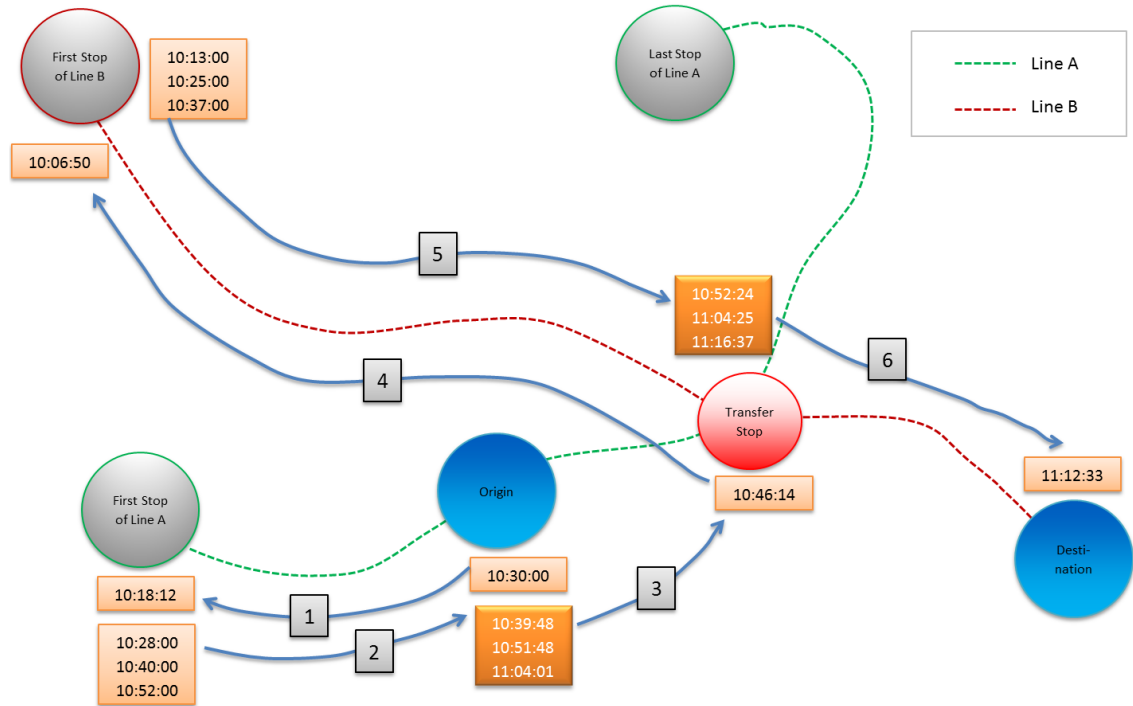 First Stop
of Line B
10:13:00
10:25:00
10:37:00
10:06:50
Last Stop
of Line A
Line A
Line B
5
10:52:24
11:04:25
11:16:37
6
4
Transfer
Stop
11:12:33
First Stop
of Line A
Origin
10:46:14
Desti-
nation
10:30:00
10:18:12
1
3
10:28:00
10:40:00
10:52:00
2
10:39:48
10:51:48
11:04:01